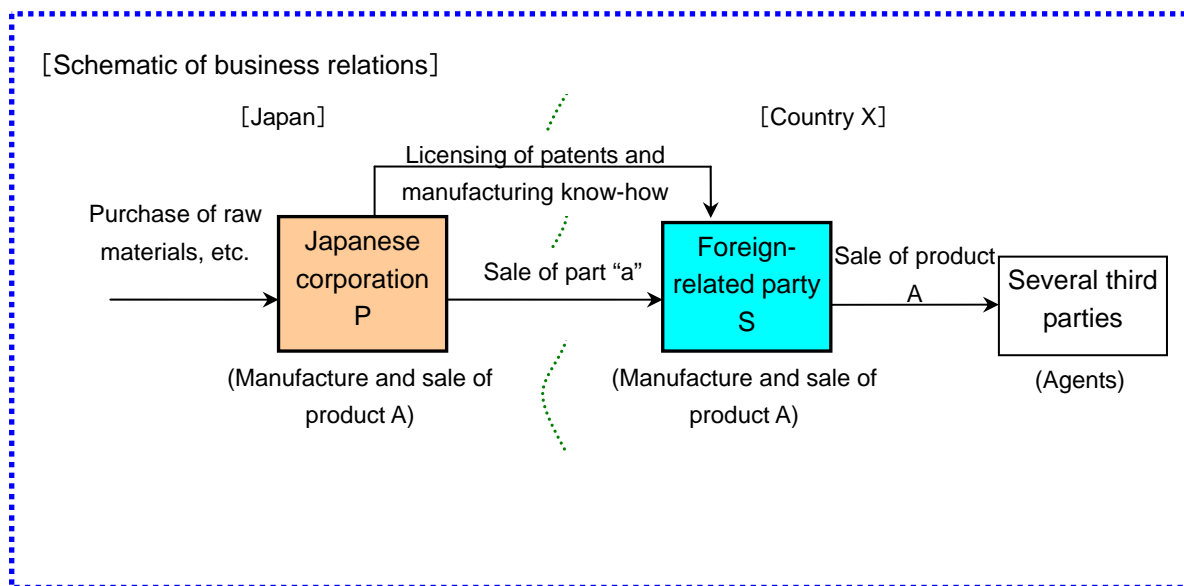 ［Schematic of business relations］
［Japan］
［Country X］
Licensing of patents and
manufacturing know-how
Purchase of raw
materials, etc.
Japanese
corporation
P
Sale of part “a”
Foreign-
related party
S
Sale of product
A
Several third
parties
(Manufacture and sale of
product A)
(Manufacture and sale of
product A)
(Agents)